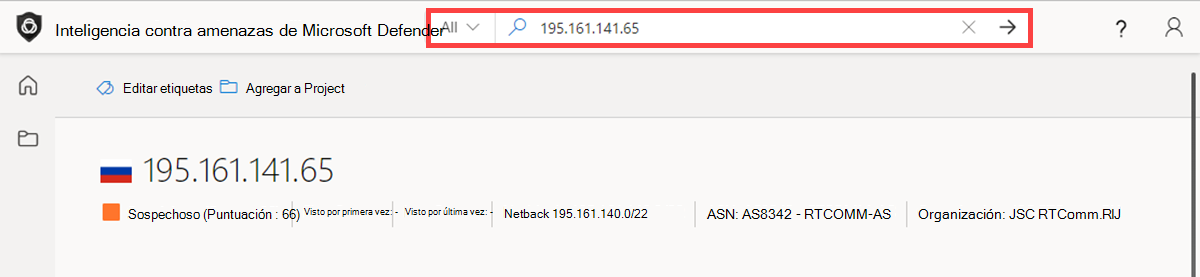 Inteligencia contra amenazas de Microsoft Defender All 195.161.141.65 ?
Editar etiquetas Agregar a Project
195.161.141.65
Sospechoso (Puntuación : 66) Visto por primera vez: - Visto por última vez: - Netback 195.161.140.0/22 ASN: AS8342 - RTCOMM-AS Organización: JSC RTComm.RU